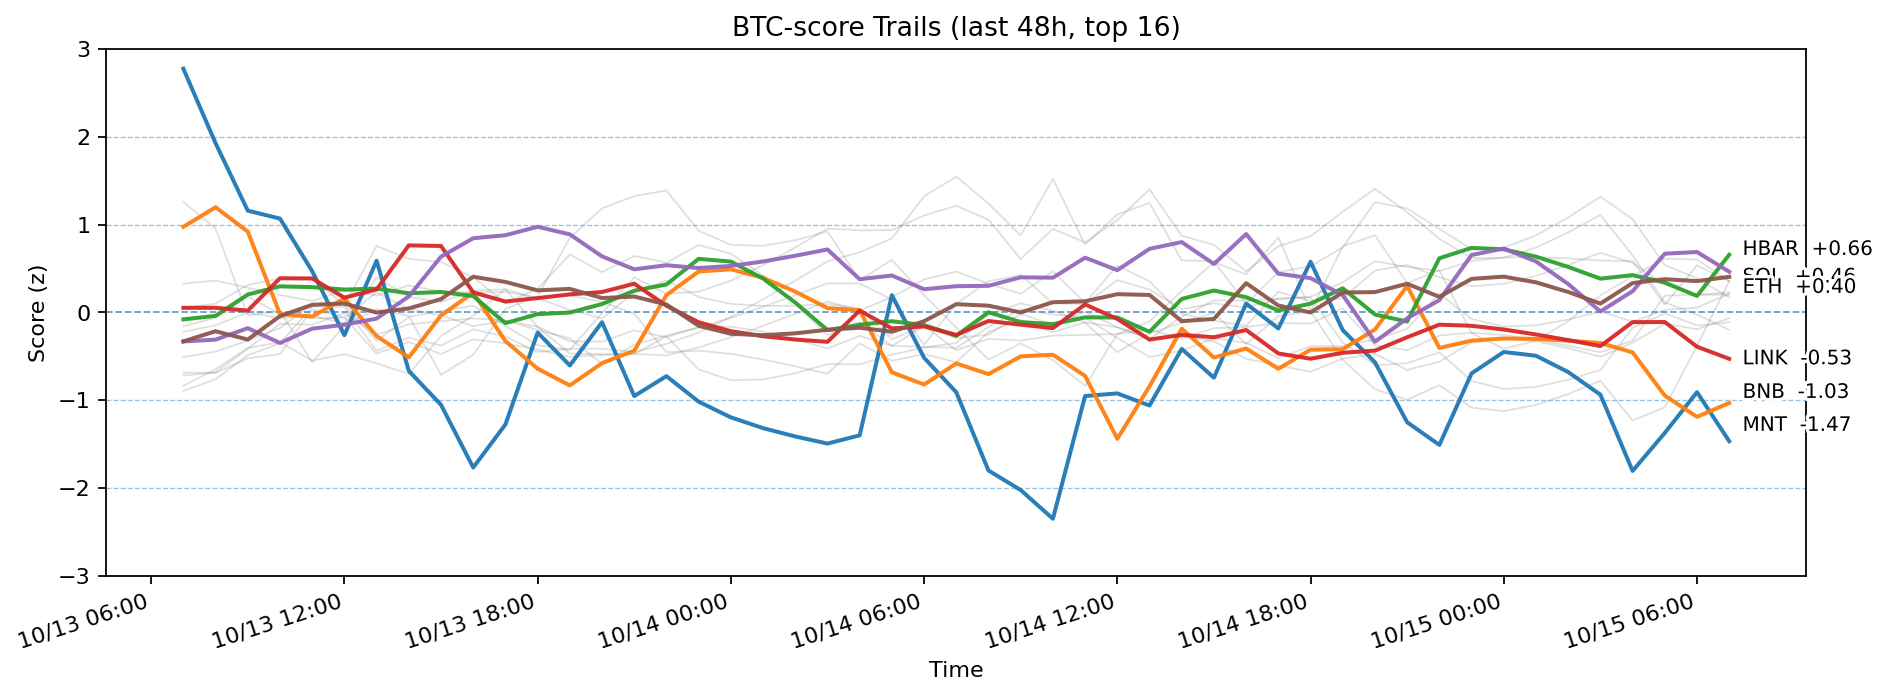 BTC-score Trails (last 48h, top 16)
Score (z)
3
2
1
0
−1
−2
−3
HBAR +0.66
SOL +0.46
ETH +0.40
LINK -0.53
BNB -1.03
MNT -1.47
10/13 06:00
10/13 12:00
10/13 18:00
10/14 00:00
10/14 06:00
10/14 12:00
10/14 18:00
10/15 00:00
10/15 06:00
Time